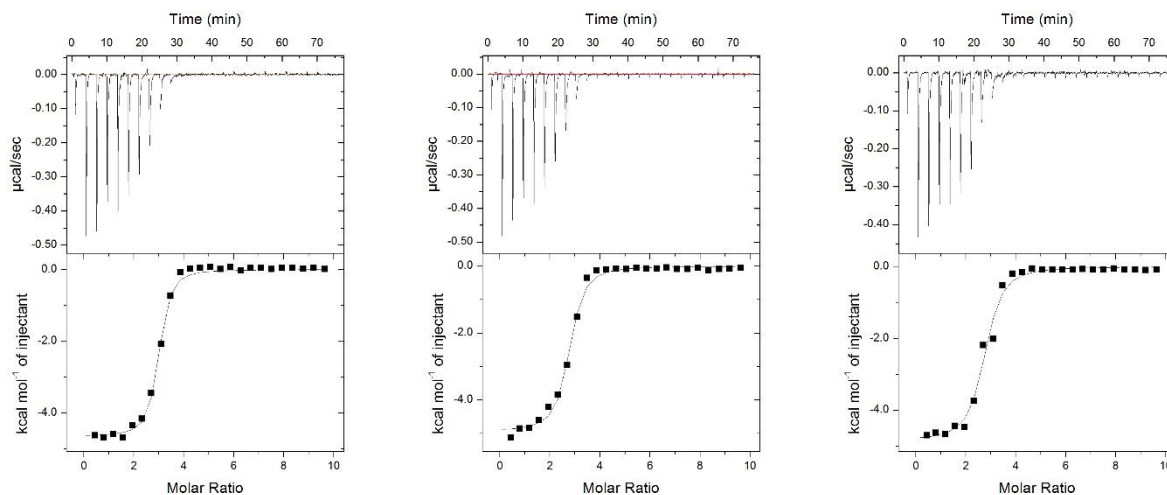 Time (min)
0 10 20 30 40 50 60 70
0.00
-0.10
-0.20
-0.30
-0.40
-0.50
µcal/sec
0.0
-2.0
-4.0
kcal mol⁻¹ of injectant
0 2 4 6 8 10
Molar Ratio
Time (min)
0 10 20 30 40 50 60 70
0.00
-0.10
-0.20
-0.30
-0.40
-0.50
µcal/sec
0.0
-2.0
-4.0
kcal mol⁻¹ of injectant
0 2 4 6 8 10
Molar Ratio
Time (min)
0 10 20 30 40 50 60 70
0.00
-0.10
-0.20
-0.30
-0.40
µcal/sec
0.0
-2.0
-4.0
kcal mol⁻¹ of injectant
0 2 4 6 8 10
Molar Ratio